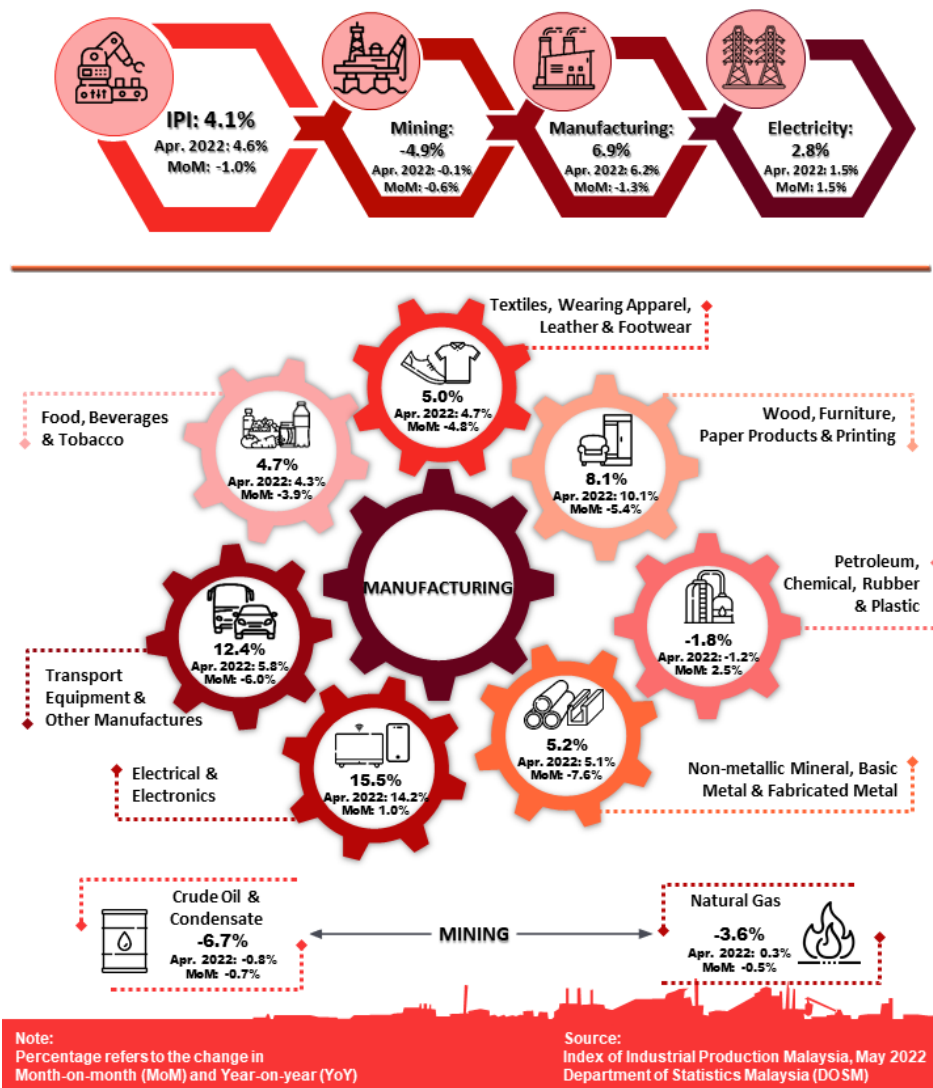 IPI: 4.1%
Apr. 2022: 4.6%
MoM: -1.0%
Mining:
-4.9%
Apr. 2022: -0.1%
MoM: -0.6%
Manufacturing:
6.9%
Apr. 2022: 6.2%
MoM: -1.3%
Electricity:
2.8%
Apr. 2022: 1.5%
MoM: 1.5%
Textiles, Wearing Apparel,
Leather & Footwear
5.0%
Apr. 2022: 4.7%
MoM: -4.8%
Food, Beverages
& Tobacco
4.7%
Apr. 2022: 4.3%
MoM: -3.9%
Wood, Furniture,
Paper Products & Printing
8.1%
Apr. 2022: 10.1%
MoM: -5.4%
MANUFACTURING
Petroleum,
Chemical, Rubber
& Plastic
-1.8%
Apr. 2022: -1.2%
MoM: 2.5%
12.4%
Apr. 2022: 5.8%
MoM: -6.0%
Transport
Equipment &
Other Manufactures
5.2%
Apr. 2022: 5.1%
MoM: -7.6%
Non-metallic Mineral, Basic
Metal & Fabricated Metal
Electrical &
Electronics
15.5%
Apr. 2022: 14.2%
MoM: 1.0%
Crude Oil &
Condensate
-6.7%
Apr. 2022: -0.8%
MoM: -0.7%
MINING
Natural Gas
-3.6%
Apr. 2022: 0.3%
MoM: -0.5%
Note:
Percentage refers to the change in
Month-on-month (MoM) and Year-on-year (YoY)
Source:
Index of Industrial Production Malaysia, May 2022
Department of Statistics Malaysia (DOSM)